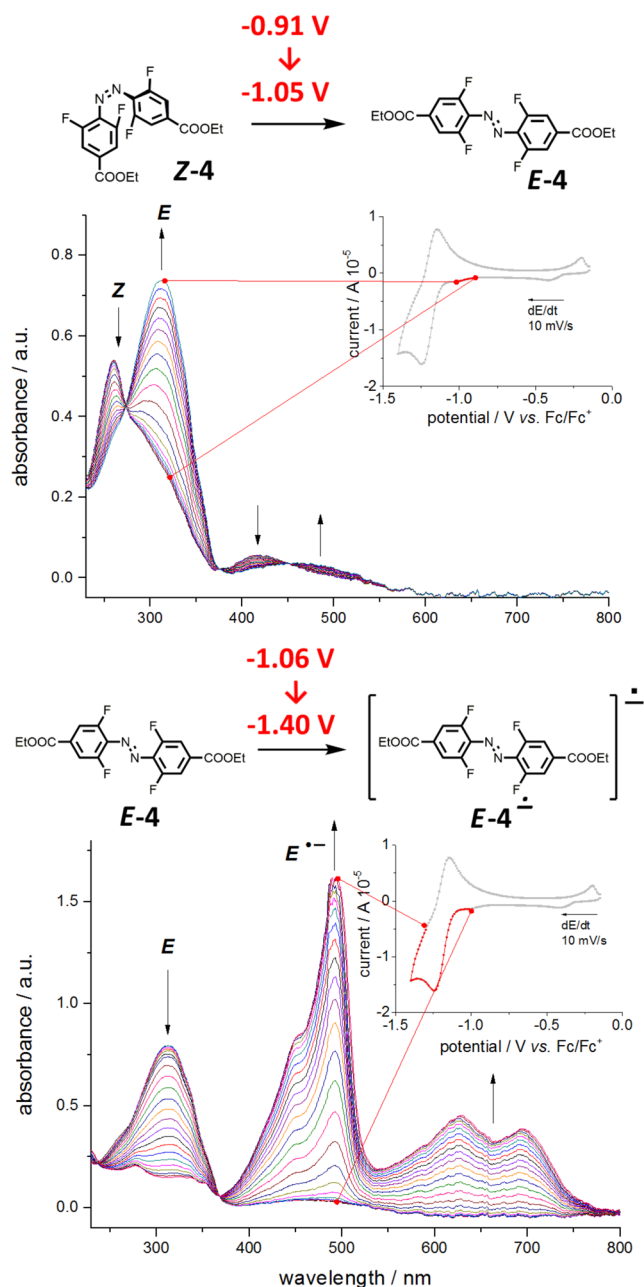 -0.91 V
↓
-1.05 V
F
N
N
F
F
F
COOEt
COOEt
Z-4
EtOOC
F
F
N
N
F
F
COOEt
E-4
E
Z
0.8
0.6
0.4
0.2
0.0
absorbance / a.u.
300 400 500 600 700 800
1
0
-1
-2
current / A 10⁻⁵
dE/dt
10 mV/s
-1.5 -1.0 -0.5 0.0
potential / V vs. Fc/Fc⁺
-1.06 V
↓
-1.40 V
EtOOC
F
F
N
N
F
F
COOEt
E-4
EtOOC
F
F
N
N
F
F
COOEt
E-4•−
E•−
E
1.5
1.0
0.5
0.0
absorbance / a.u.
300 400 500 600 700 800
wavelength / nm
1
0
-1
-2
current / A 10⁻⁵
dE/dt
10 mV/s
-1.5 -1.0 -0.5 0.0
potential / V vs. Fc/Fc⁺